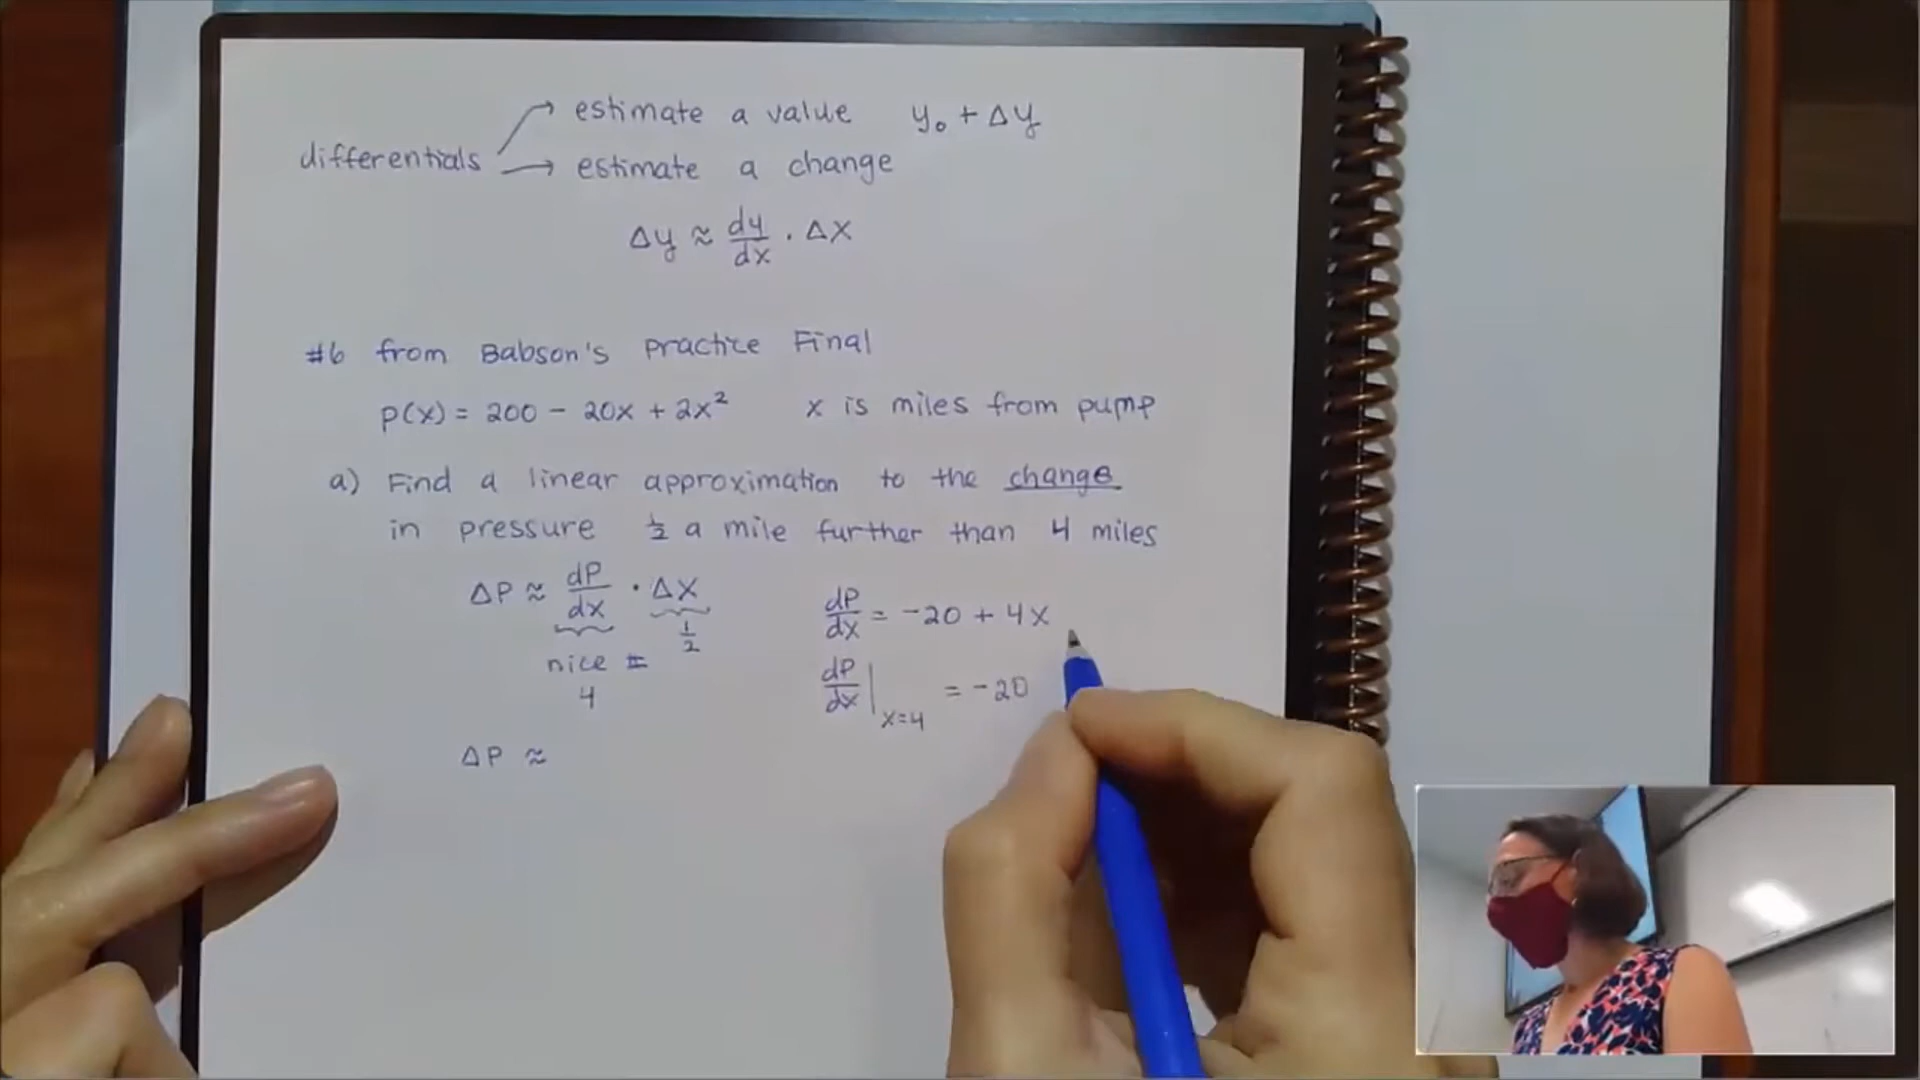 estimate a value y₀ + Δy
differentials
estimate a change
Δy ≈ dy/dx · Δx
#6 from Babson's Practice Final
p(x) = 200 - 20x + 2x² x is miles from pump
a) Find a linear approximation to the change
in pressure ½ a mile further than 4 miles
ΔP ≈ dP/dx · Δx
1/2
nice #
4
dP/dx = -20 + 4x
dP/dx |x=4 = -20
ΔP ≈